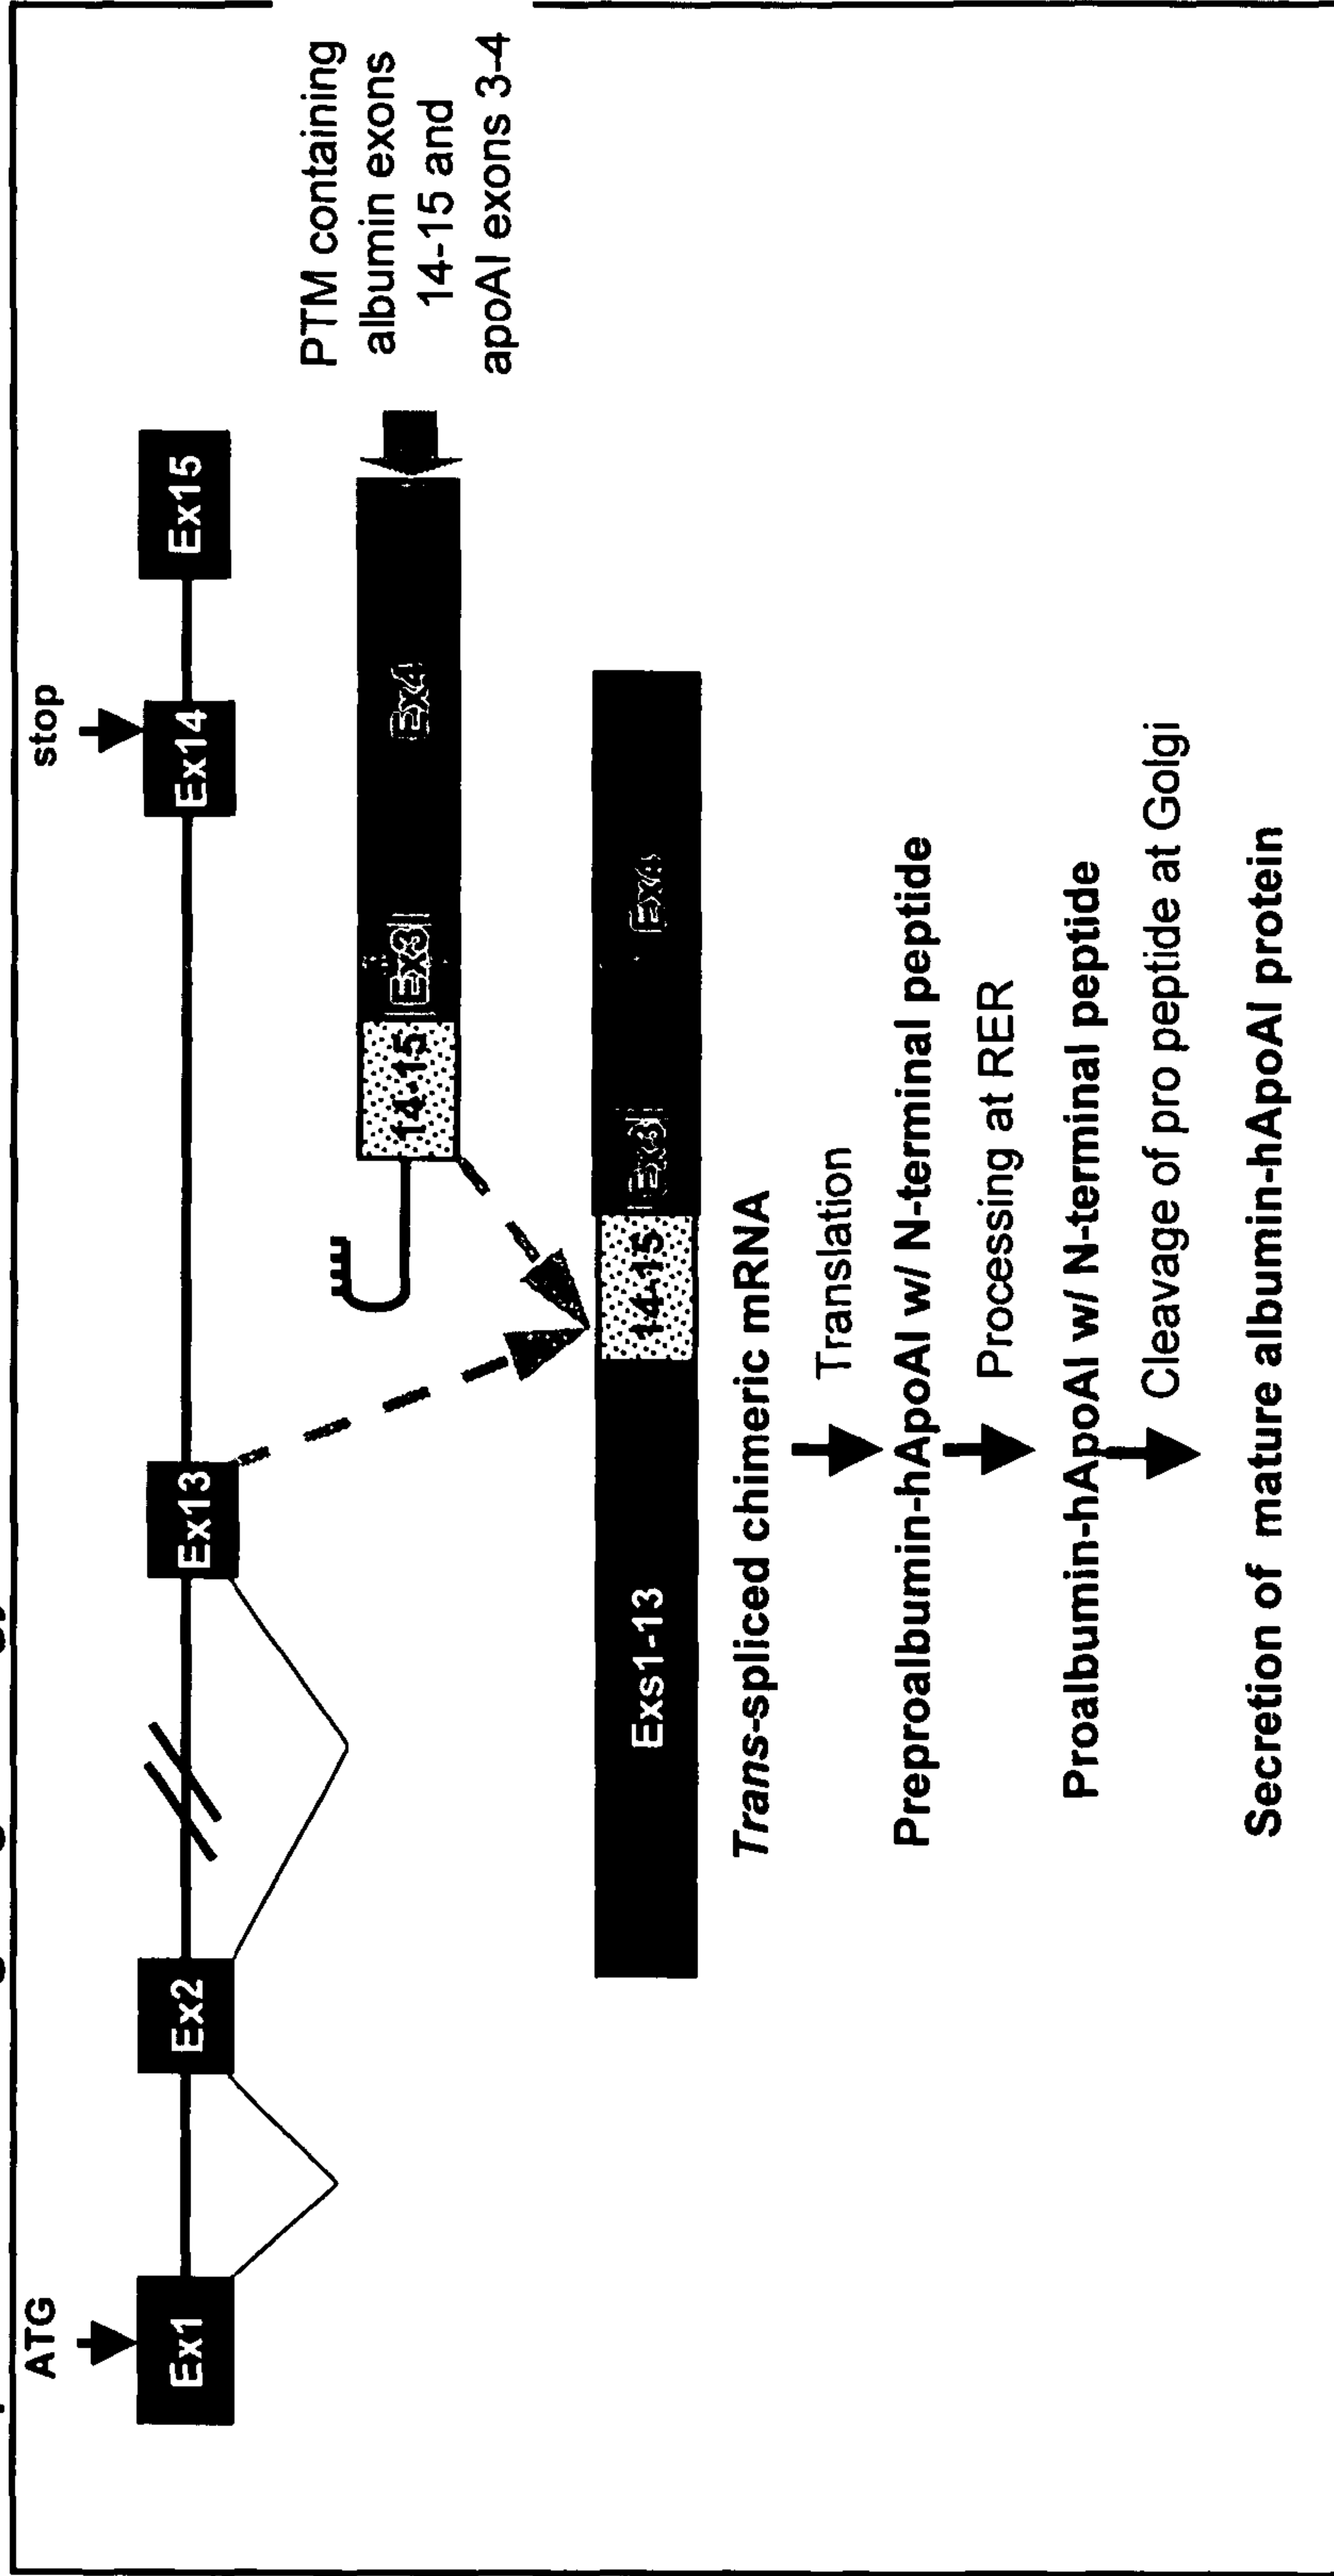 ATG
stop
Ex1
Ex2
Ex13
Ex14
Ex15
PTM containing
albumin exons
14-15 and
apoAI exons 3-4
14-15
Ex3
Ex4
Exs1-13
14-15
Ex3
Ex4
Trans-spliced chimeric mRNA
Translation
Preproalbumin-hApoAI w/ N-terminal peptide
Processing at RER
Proalbumin-hApoAI w/ N-terminal peptide
Cleavage of pro peptide at Golgi
Secretion of mature albumin-hApoAI protein